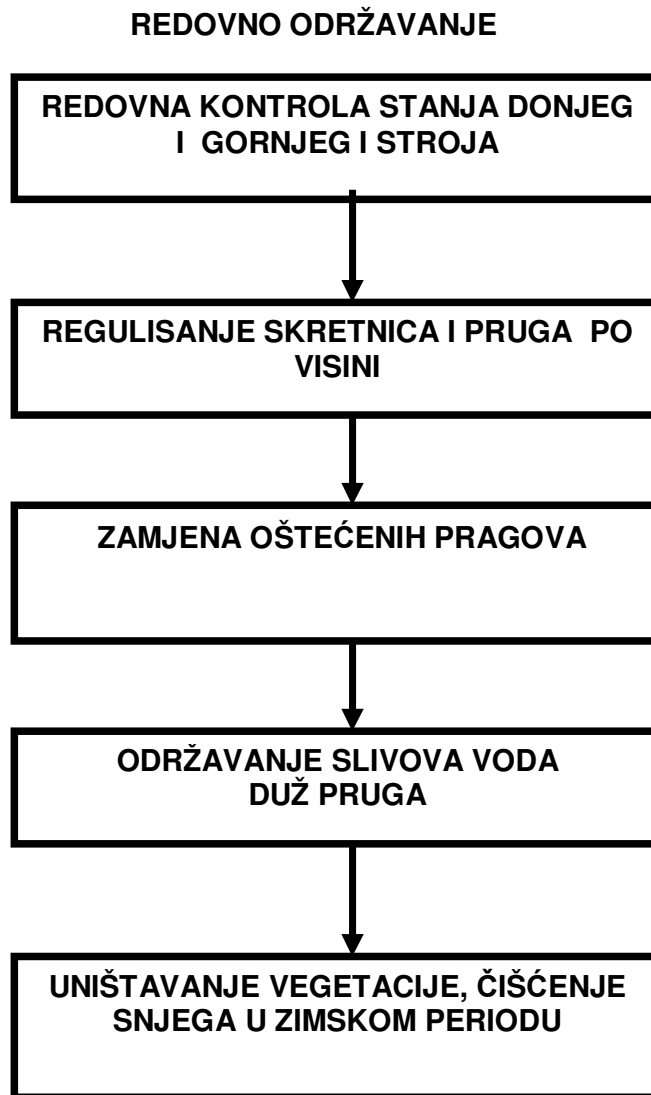 REDOVNO ODRŽAVANJE
REDOVNA KONTROLA STANJA DONJEG
I GORNJEG I STROJA
REGULISANJE SKRETNICA I PRUGA PO
VISINI
ZAMJENA OŠTEĆENIH PRAGOVA
ODRŽAVANJE SLIVOVA VODA
DUŽ PRUGA
UNIŠTAVANJE VEGETACIJE, ČIŠĆENJE
SNJEGA U ZIMSKOM PERIODU